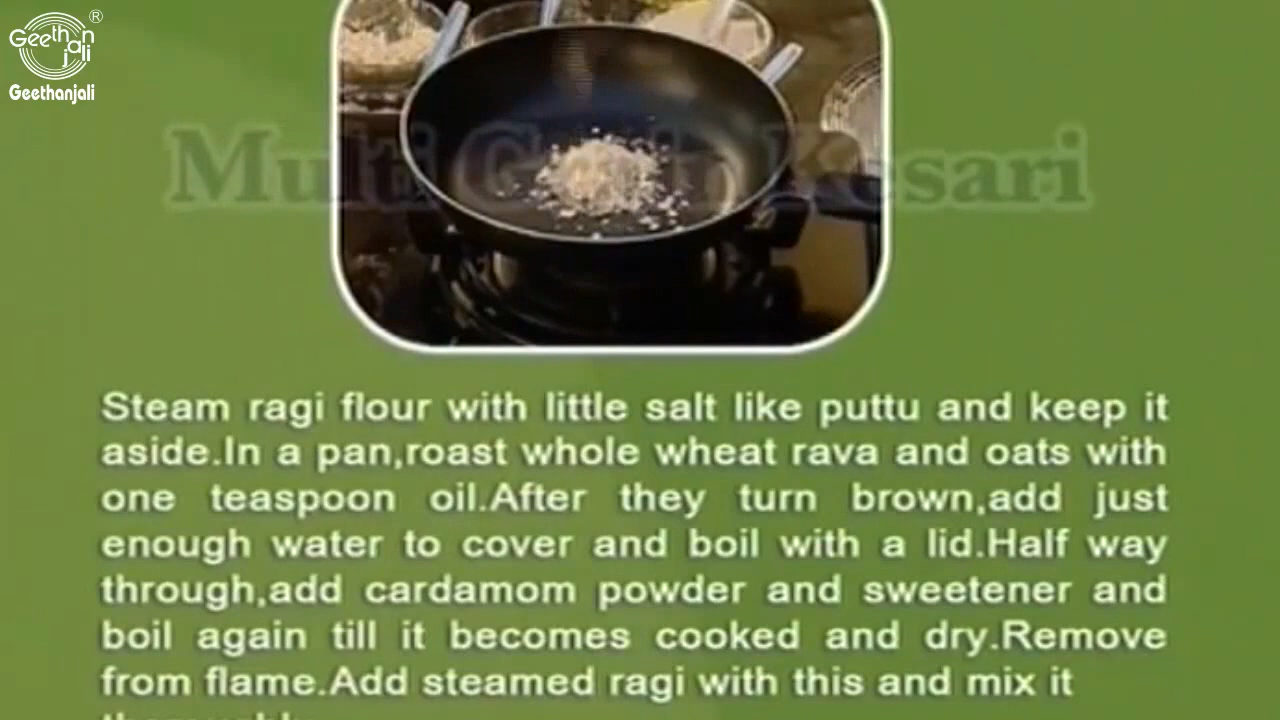 Geethanjali
Geethanjali
Multi Grain Kesari
Steam ragi flour with little salt like puttu and keep it
aside.In a pan,roast whole wheat rava and oats with
one teaspoon oil.After they turn brown,add just
enough water to cover and boil with a lid.Half way
through,add cardamom powder and sweetener and
boil again till it becomes cooked and dry.Remove
from flame.Add steamed ragi with this and mix it